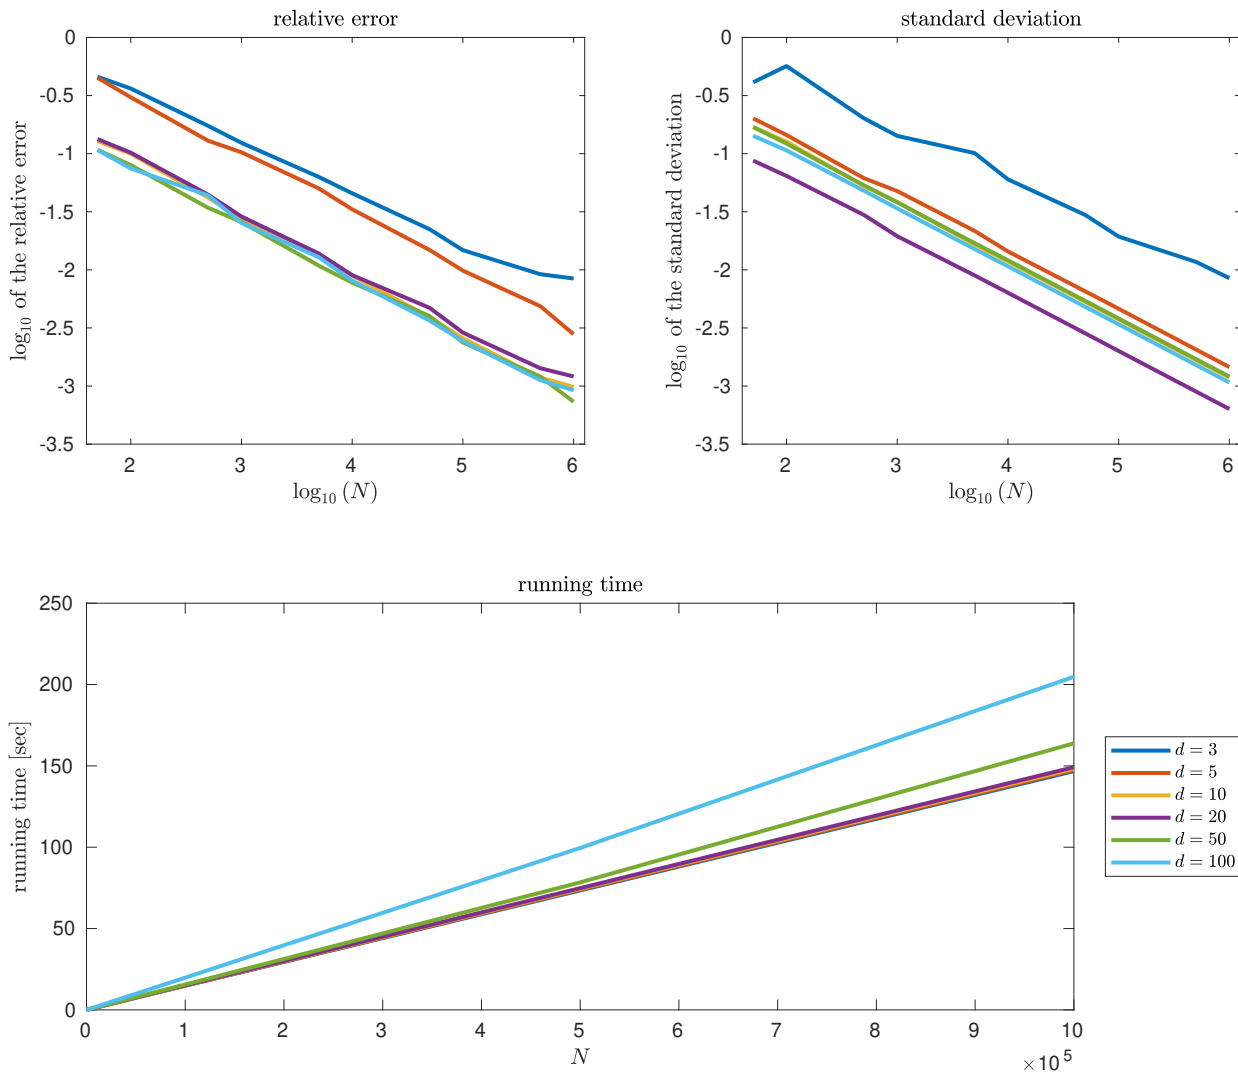 relative error
0
-0.5
-1
-1.5
-2
-2.5
-3
-3.5
log₁₀ of the relative error
2 3 4 5 6
log₁₀ (N)
standard deviation
0
-0.5
-1
-1.5
-2
-2.5
-3
-3.5
log₁₀ of the standard deviation
2 3 4 5 6
log₁₀ (N)
running time
250
200
150
100
50
0
running time [sec]
0 1 2 3 4 5 6 7 8 9 10
N
×10⁵
d = 3
d = 5
d = 10
d = 20
d = 50
d = 100